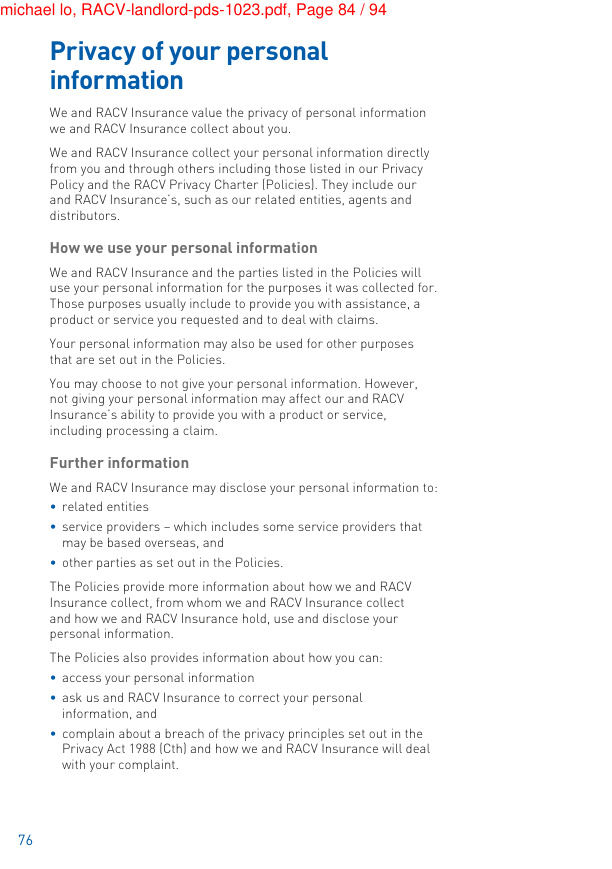 michael lo, RACV-landlord-pds-1023.pdf, Page 84 / 94
Privacy of your personal
information
We and RACV Insurance value the privacy of personal information
we and RACV Insurance collect about you.
We and RACV Insurance collect your personal information directly
from you and through others including those listed in our Privacy
Policy and the RACV Privacy Charter (Policies). They include our
and RACV Insurance's, such as our related entities, agents and
distributors.
How we use your personal information
We and RACV Insurance and the parties listed in the Policies will
use your personal information for the purposes it was collected for.
Those purposes usually include to provide you with assistance, a
product or service you requested and to deal with claims.
Your personal information may also be used for other purposes
that are set out in the Policies.
You may choose to not give your personal information. However,
not giving your personal information may affect our and RACV
Insurance's ability to provide you with a product or service,
including processing a claim.
Further information
We and RACV Insurance may disclose your personal information to:
• related entities
• service providers – which includes some service providers that
may be based overseas, and
• other parties as set out in the Policies.
The Policies provide more information about how we and RACV
Insurance collect, from whom we and RACV Insurance collect
and how we and RACV Insurance hold, use and disclose your
personal information.
The Policies also provides information about how you can:
• access your personal information
• ask us and RACV Insurance to correct your personal
information, and
• complain about a breach of the privacy principles set out in the
Privacy Act 1988 (Cth) and how we and RACV Insurance will deal
with your complaint.
76